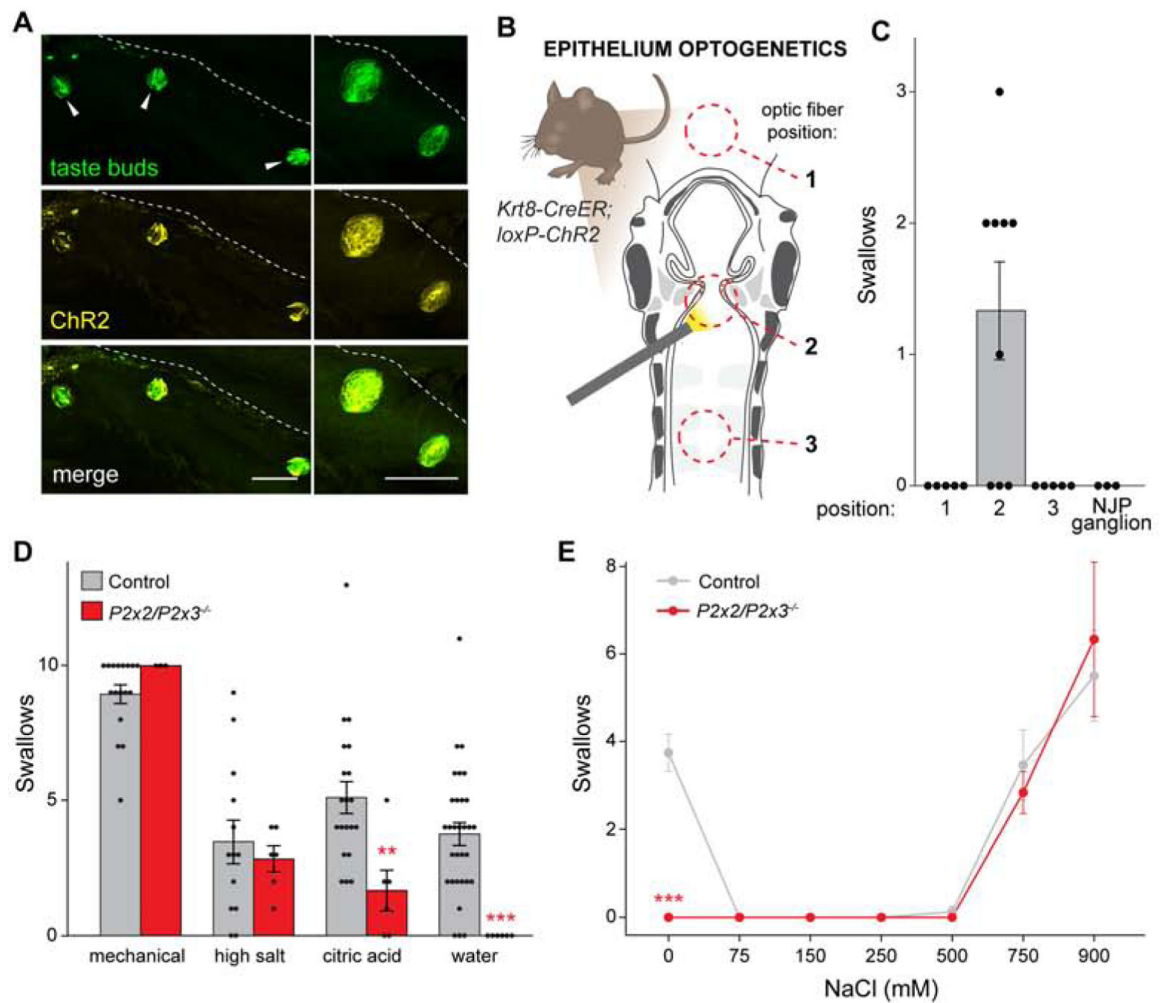 A
taste buds
ChR2
merge
B
EPITHELIUM OPTOGENETICS
optic fiber
position:
Krt8-CreER;
loxP-ChR2
1
2
3
C
Swallows
3
2
1
0
position: 1 2 3 NJP
ganglion
D
Control
P2x2/P2x3-/-
Swallows
10
5
0
**
***
mechanical high salt citric acid water
E
Control
P2x2/P2x3-/-
Swallows
8
6
4
2
0
***
0 75 150 250 500 750 900
NaCl (mM)